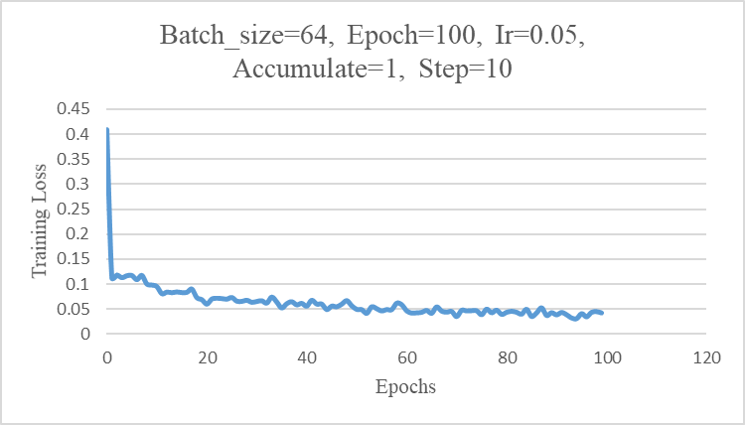 Batch_size=64, Epoch=100, Ir=0.05,
Accumulate=1, Step=10
Training Loss
0.45
0.4
0.35
0.3
0.25
0.2
0.15
0.1
0.05
0
0 20 40 60 80 100 120
Epochs